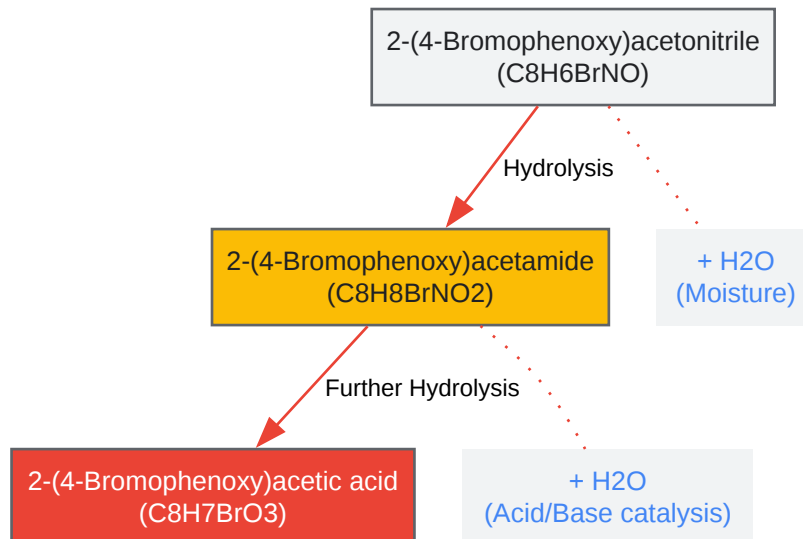 2-(4-Bromophenoxy)acetonitrile
(C8H6BrNO)
Hydrolysis
2-(4-Bromophenoxy)acetamide
(C8H8BrNO2)
+ H2O
(Moisture)
Further Hydrolysis
2-(4-Bromophenoxy)acetic acid
(C8H7BrO3)
+ H2O
(Acid/Base catalysis)